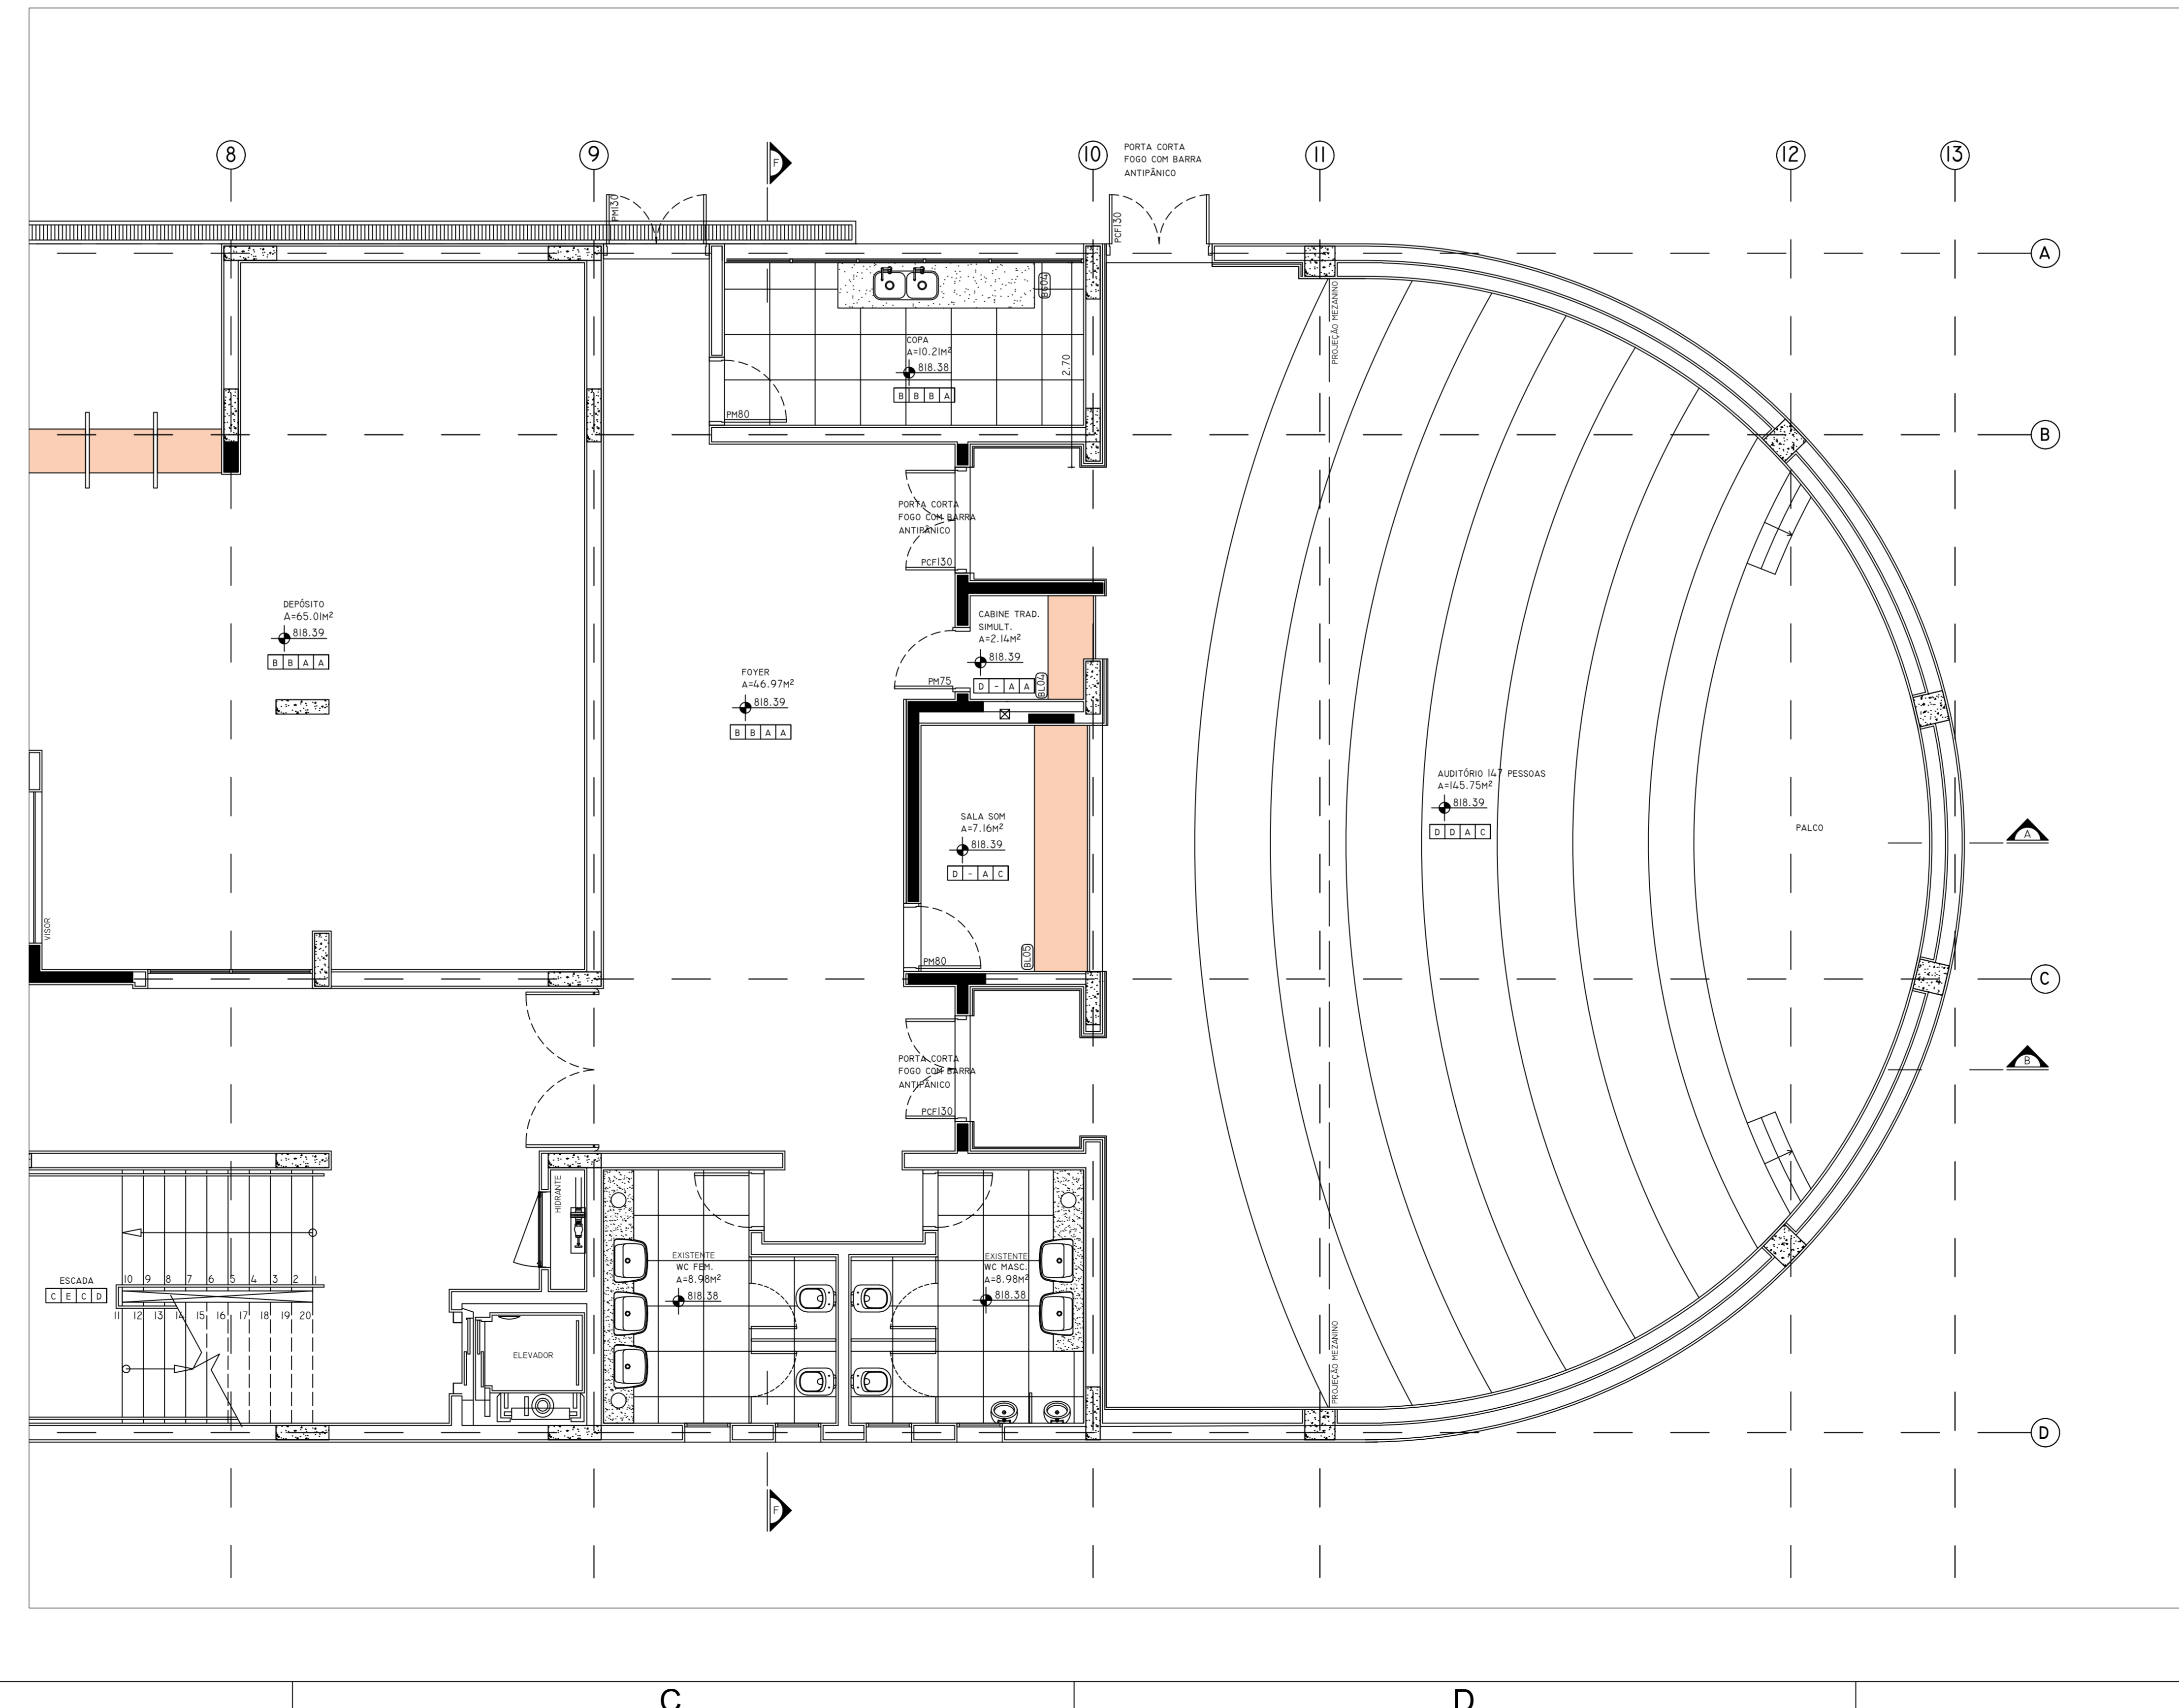 8
9
10
11
12
13
F
PORTA CORTA
FOGO COM BARRA
ANTIPÂNICO
PM130
PCF130
A
BG04
PROJEÇÃO MEZANINO
COPA
A=10.21M²
818.38
B B B A
2.70
PM80
B
PORTA CORTA
FOGO COM BARRA
ANTIPÂNICO
PCF130
DEPÓSITO
A=65.01M²
818.39
B B A A
CABINE TRAD.
SIMULT.
A=2.14M²
818.39
D - A A
BL04
PM75
FOYER
A=46.97M²
818.39
B B A A
AUDITÓRIO 147 PESSOAS
A=145.75M²
818.39
D D A C
PALCO
A
SALA SOM
A=7.16M²
818.39
D - A C
VISOR
BL05
PM80
C
PORTA CORTA
FOGO COM BARRA
ANTIPÂNICO
PCF130
B
HIDRANTE
ESCADA
C E C D
10 9 8 7 6 5 4 3 2 1
11 12 13 14 15 16 17 18 19 20
EXISTENTE
WC FEM.
A=8.98M²
818.38
EXISTENTE
WC MASC.
A=8.98M²
818.38
ELEVADOR
PROJEÇÃO MEZANINO
D
F
C
D